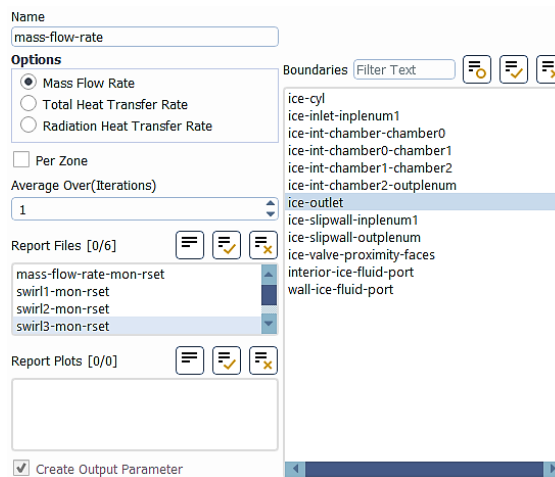 Name
mass-flow-rate
Options
Mass Flow Rate
Total Heat Transfer Rate
Radiation Heat Transfer Rate
Per Zone
Average Over(Iterations)
1
Report Files [0/6]
mass-flow-rate-mon-rset
swirl1-mon-rset
swirl2-mon-rset
swirl3-mon-rset
Report Plots [0/0]
Create Output Parameter
Boundaries Filter Text
ice-cyl
ice-inlet-inplenum1
ice-int-chamber-chamber0
ice-int-chamber0-chamber1
ice-int-chamber1-chamber2
ice-int-chamber2-outplenum
ice-outlet
ice-slipwall-inplenum1
ice-slipwall-outplenum
ice-valve-proximity-faces
interior-ice-fluid-port
wall-ice-fluid-port